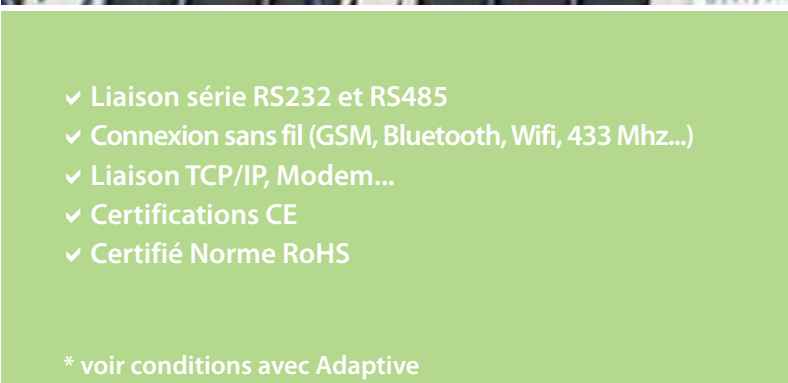 ✓ Liaison série RS232 et RS485
✓ Connexion sans fil (GSM, Bluetooth, Wifi, 433 Mhz...)
✓ Liaison TCP/IP, Modem...
✓ Certifications CE
✓ Certifié Norme RoHS
* voir conditions avec Adaptive